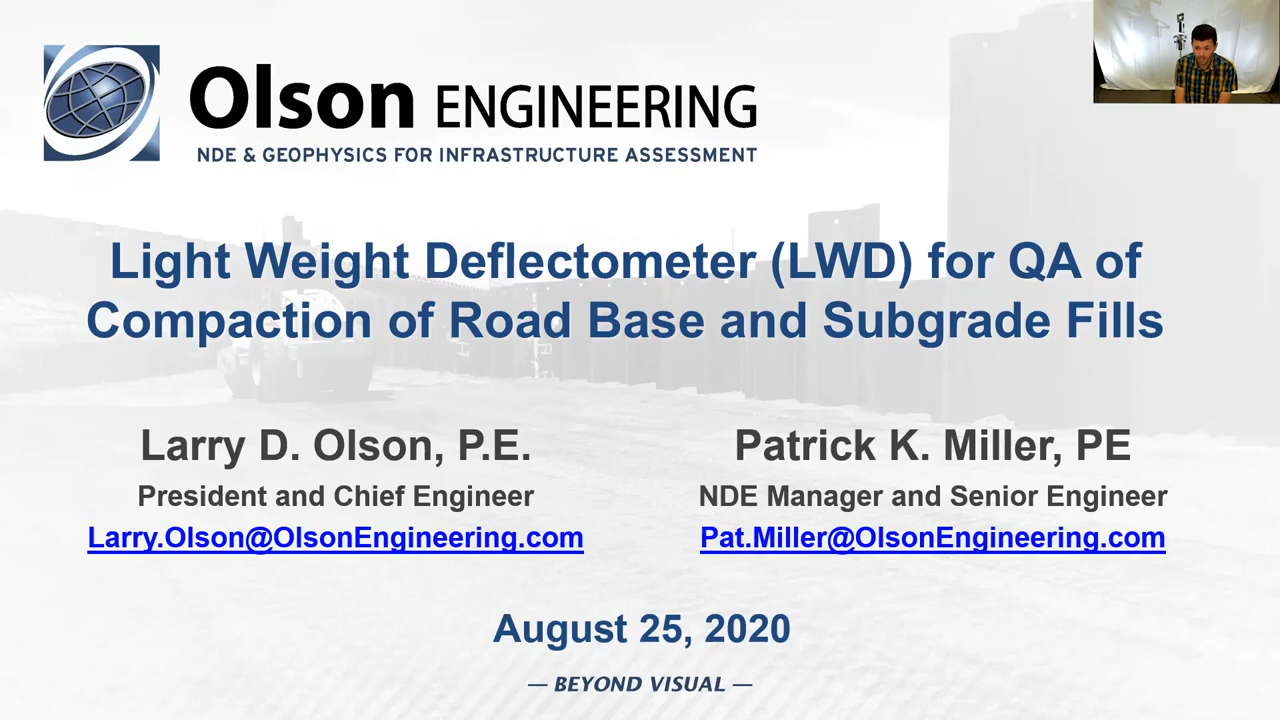 Olson ENGINEERING
NDE & GEOPHYSICS FOR INFRASTRUCTURE ASSESSMENT
Light Weight Deflectometer (LWD) for QA of
Compaction of Road Base and Subgrade Fills
Larry D. Olson, P.E.
President and Chief Engineer
Larry.Olson@OlsonEngineering.com
Patrick K. Miller, PE
NDE Manager and Senior Engineer
Pat.Miller@OlsonEngineering.com
August 25, 2020
— BEYOND VISUAL —